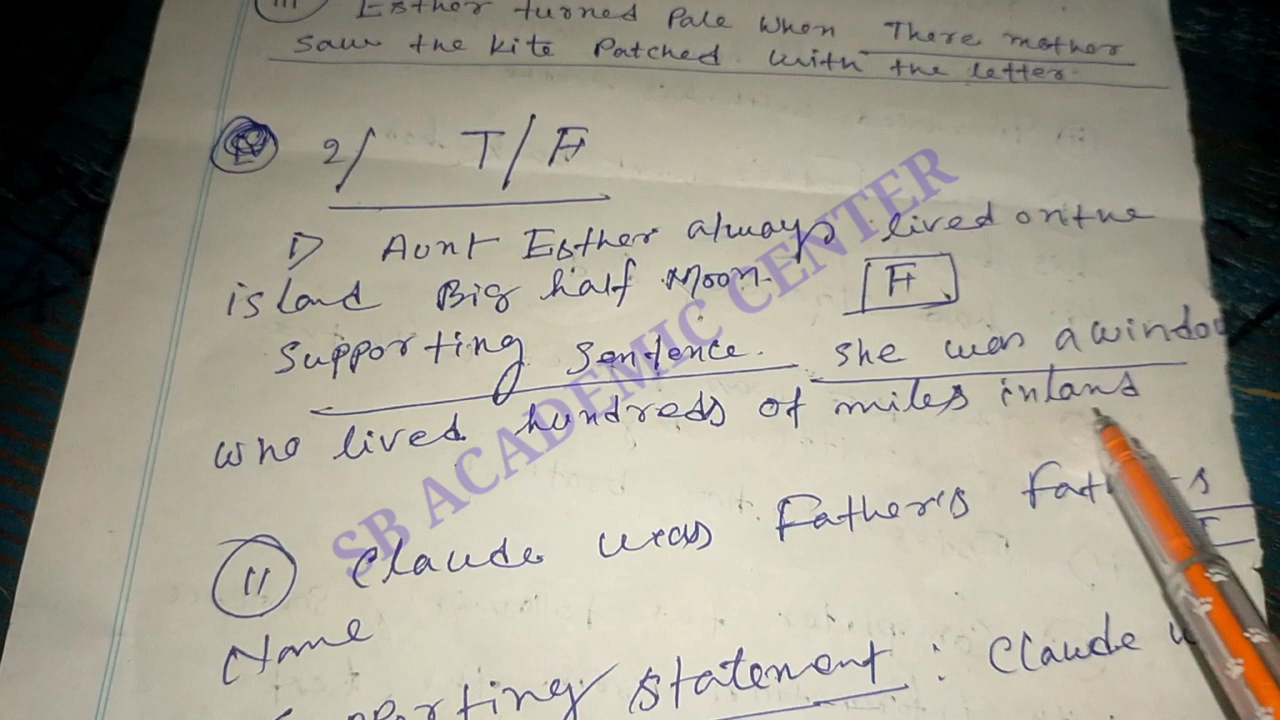 III Esther turned Pale when There mother
saw the kite Patched with the letter.
2/ T/F
I) Aunt Esther always lived on the
island Big half Moon. F
Supporting Sentence. She was a window
who lived hundreds of miles inland
II Claude was Father's
Name
Supporting statement: Claude
SB ACADEMIC CENTER